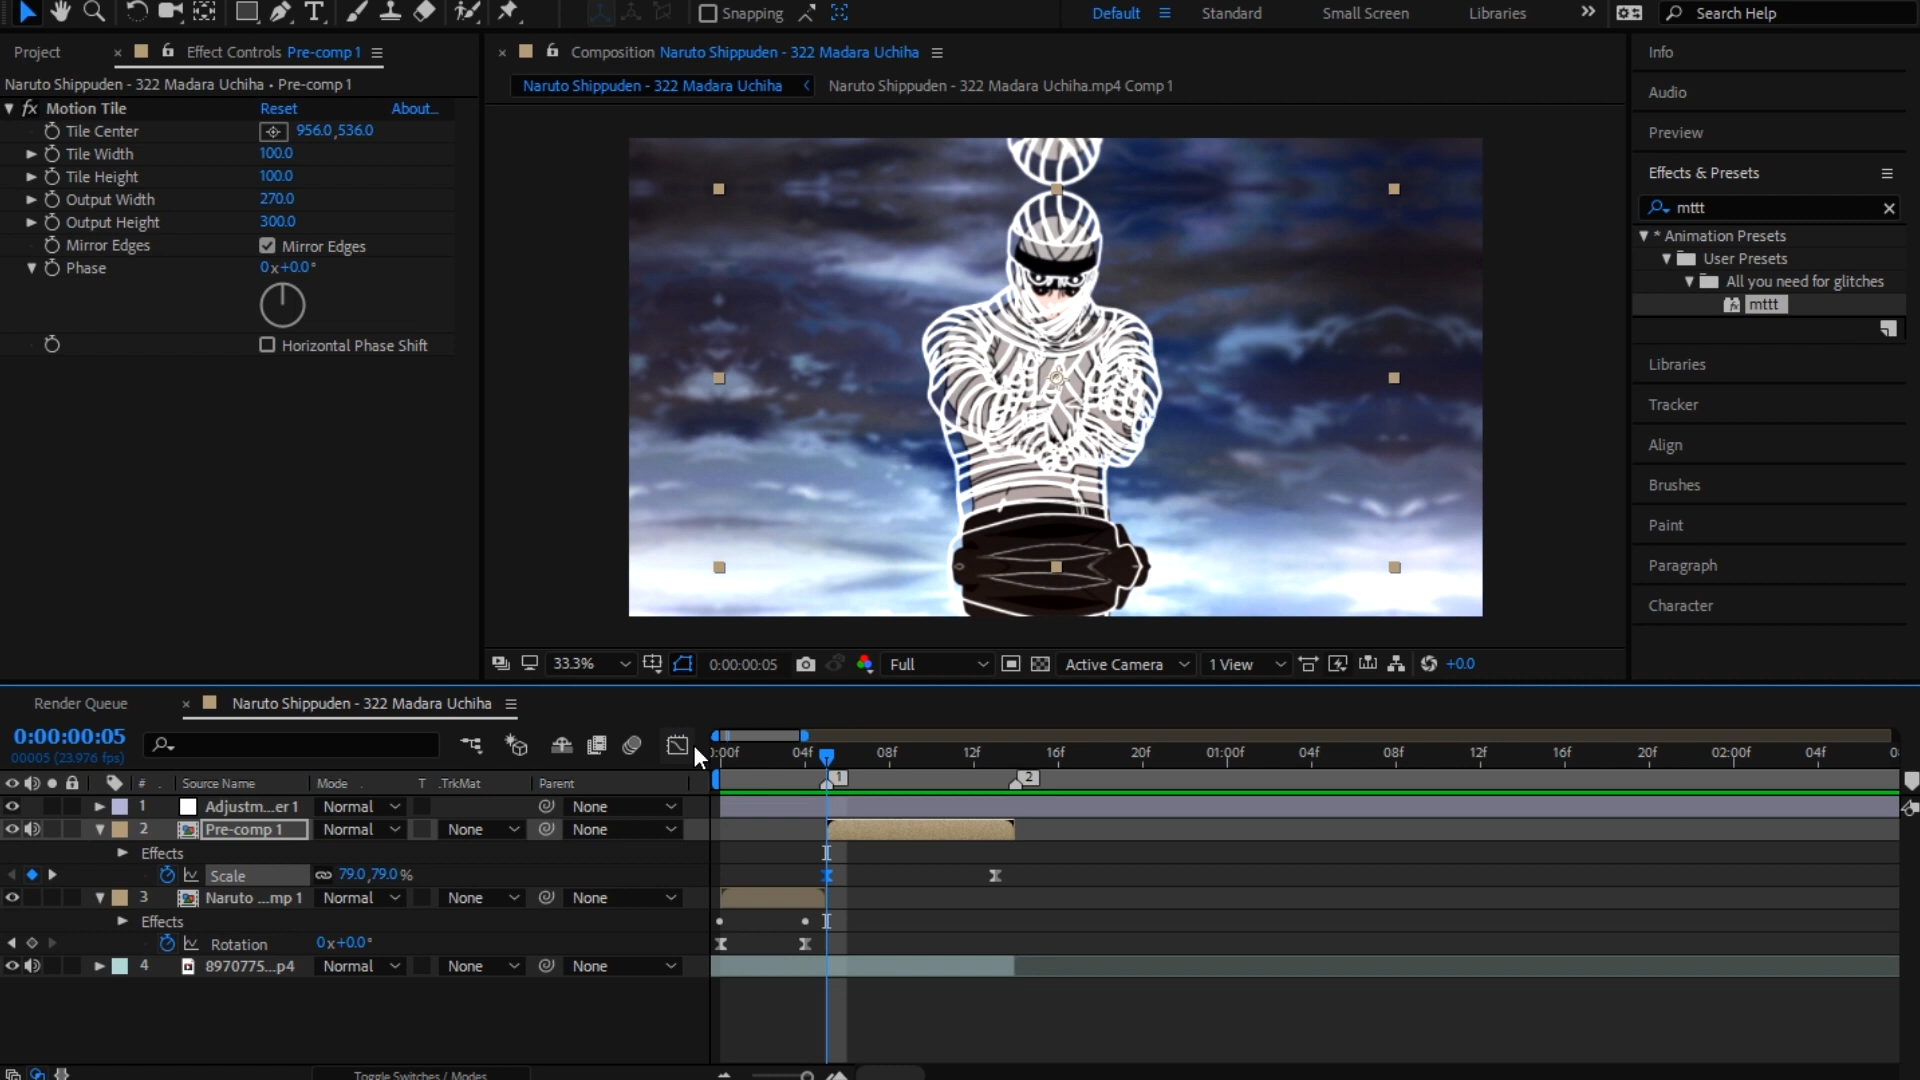 Snapping
Default
Standard
Small Screen
Libraries
Search Help
Project
Effect Controls Pre-comp 1
Composition Naruto Shippuden - 322 Madara Uchiha
Info
Naruto Shippuden - 322 Madara Uchiha • Pre-comp 1
Naruto Shippuden - 322 Madara Uchiha
Naruto Shippuden - 322 Madara Uchiha.mp4 Comp 1
Audio
fx Motion Tile Reset About...
Tile Center 956.0,536.0
Preview
Tile Width 100.0
Tile Height 100.0
Effects & Presets
Output Width 270.0
mttt
Output Height 300.0
* Animation Presets
Mirror Edges Mirror Edges
User Presets
Phase 0x+0.0°
All you need for glitches
mttt
Horizontal Phase Shift
Libraries
Tracker
Align
Brushes
Paint
Paragraph
Character
33.3% 0:00:00:05 Full Active Camera 1 View +0.0
Render Queue
Naruto Shippuden - 322 Madara Uchiha
0:00:00:05
00005 (23.976 fps)
:00f 04f 08f 12f 16f 20f 01:00f 04f 08f 12f 16f 20f 02:00f 04f
1 2
# Source Name Mode T .TrkMat Parent
1 Adjustm...er 1 Normal None
2 Pre-comp 1 Normal None None
Effects
Scale 79.0,79.0%
3 Naruto ...mp 1 Normal None None
Effects
Rotation 0x+0.0°
4 8970775...p4 Normal None None
Toggle Switches / Modes